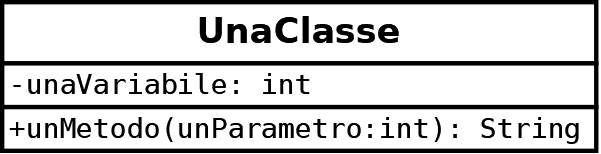 UnaClasse
-unaVariabile: int
+unMetodo(unParametro:int): String